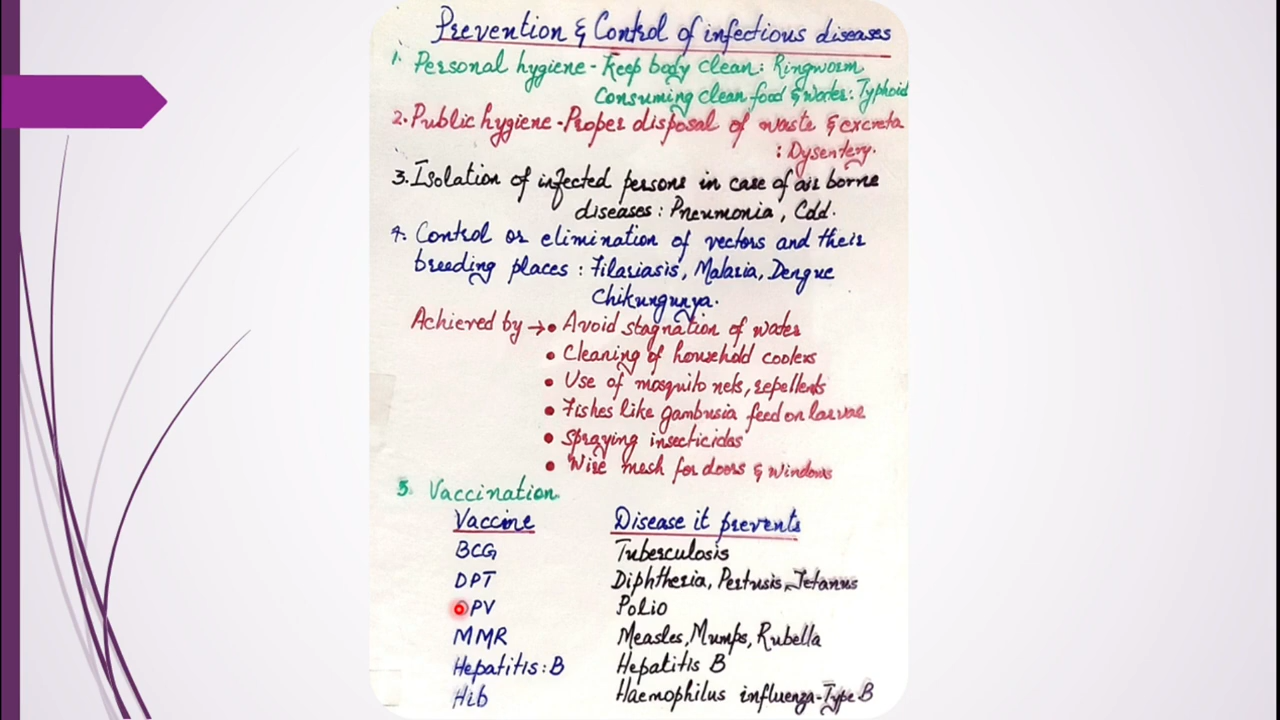 Prevention & Control of infectious diseases
1. Personal hygiene - Keep body clean: Ringworm
Consuming clean food & water: Typhoid
2. Public hygiene - Proper disposal of waste & excreta
: Dysentery.
3. Isolation of infected persons in case of air borne
diseases: Pneumonia, Cold.
4. Control or elimination of vectors and their
breeding places : Filariasis, Malaria, Dengue
Chikungunya.
Achieved by → • Avoid stagnation of water
• Cleaning of household coolers
• Use of mosquito nets, repellents
• Fishes like gambusia feed on larvae
• Spraying insecticides
• Wire mesh for doors & windows
5. Vaccination
Vaccine Disease it prevents
BCG Tuberculosis
DPT Diphtheria, Pertusis, Tetanus
OPV Polio
MMR Measles, Mumps, Rubella
Hepatitis: B Hepatitis B
Hib Haemophilus influenza - Type B